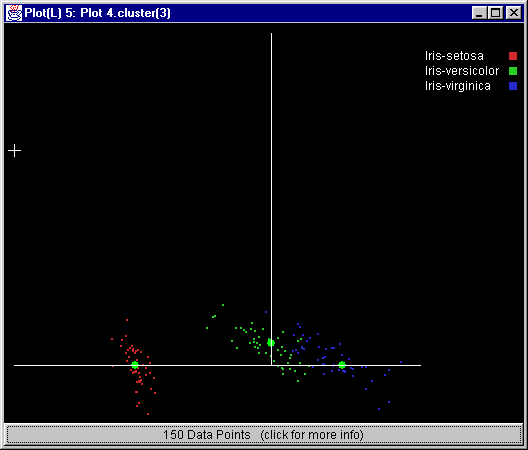 Plot(L) 5: Plot 4.cluster(3)
Iris-setosa
Iris-versicolor
Iris-virginica
150 Data Points (click for more info)